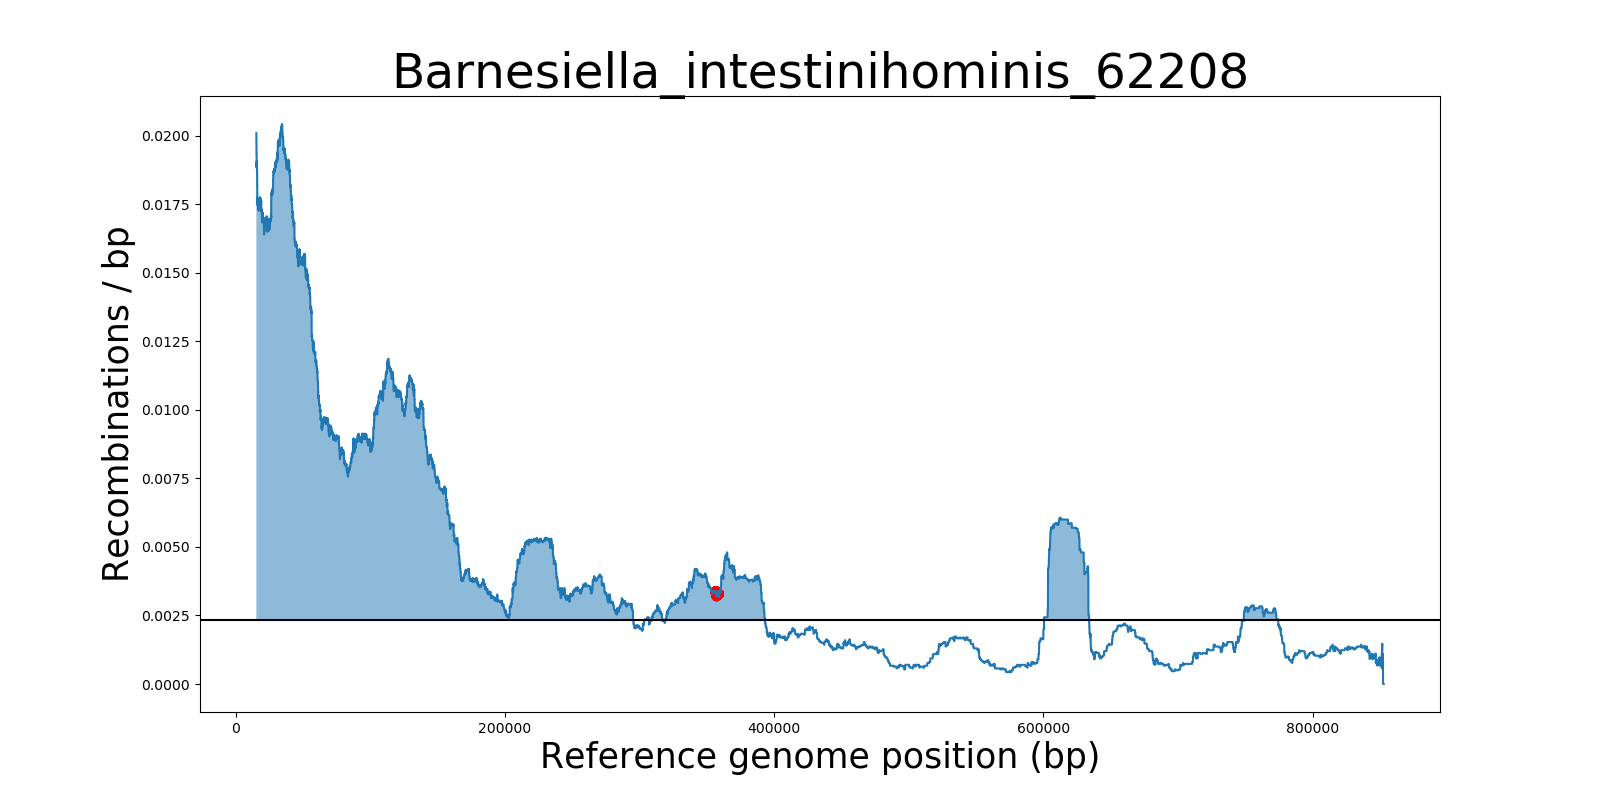 Barnesiella_intestinihominis_62208
Recombinations / bp
0.0200
0.0175
0.0150
0.0125
0.0100
0.0075
0.0050
0.0025
0.0000
0 200000 400000 600000 800000
Reference genome position (bp)